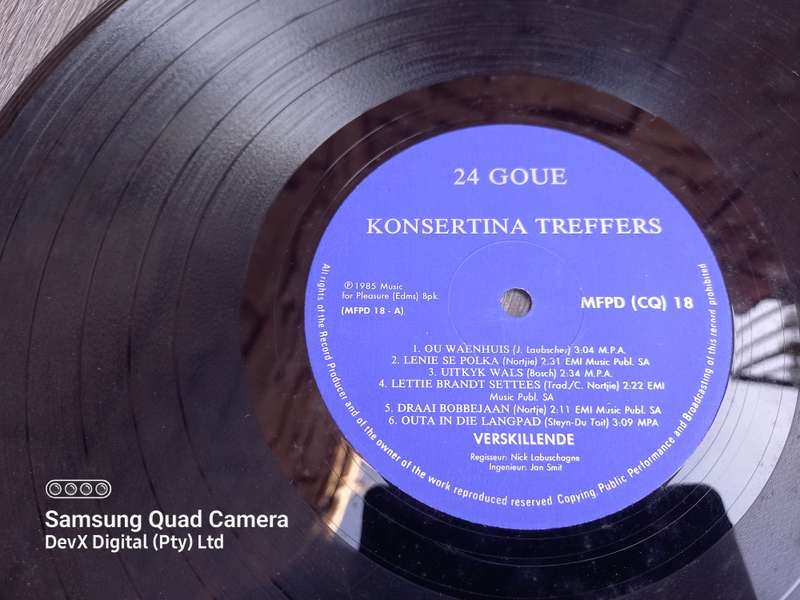 24 GOUE
KONSERTINA TREFFERS
℗1985 Music
for Pleasure (Edms) Bpk.
(MFPD 18 - A)
MFPD (CQ) 18
1. OU WAENHUIS (J. Laubscher) 3:04 M.P.A.
2. LENIE SE POLKA (Nortjie) 2.31 EMI Music Publ. SA
3. UITKYK WALS (Bosch) 2.34 M.P.A.
4. LETTIE BRANDT SETTEES (Trad./C. Nortjie) 2:22 EMI
Music Publ. SA
5. DRAAI BOBBEJAAN (Nortje) 2:11 EMI Music Publ. SA
6. OUTA IN DIE LANGPAD (Steyn-Du Toit) 3:09 MPA
VERSKILLENDE
Regisseur: Nick Labuschagne
Ingenieur: Jan Smit
All rights of the Record Producer and of the owner of the work reproduced reserved. Copying, Public Performance and Broadcasting of this record prohibited
Samsung Quad Camera
DevX Digital (Pty) Ltd